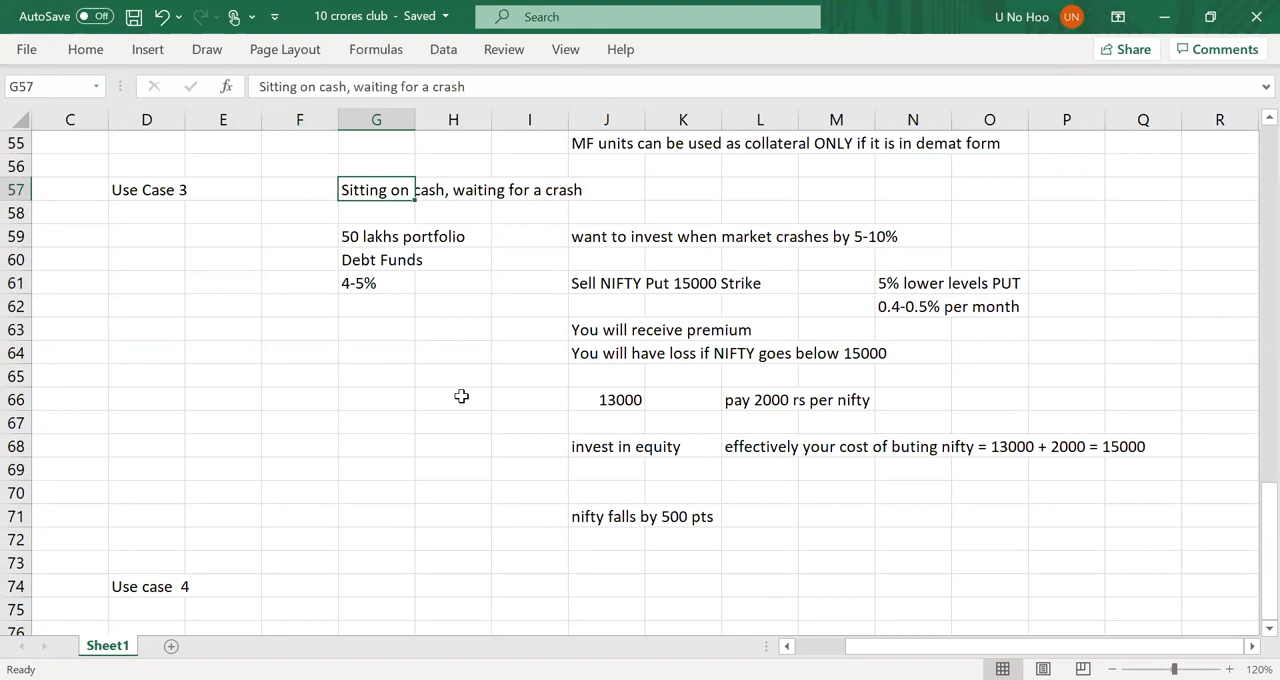 AutoSave Off 10 crores club - Saved Search U No Hoo UN
File Home Insert Draw Page Layout Formulas Data Review View Help Share Comments
G57 fx Sitting on cash, waiting for a crash
C D E F G H I J K L M N O P Q R
55 MF units can be used as collateral ONLY if it is in demat form
56
57 Use Case 3 Sitting on cash, waiting for a crash
58
59 50 lakhs portfolio want to invest when market crashes by 5-10%
60 Debt Funds
61 4-5% Sell NIFTY Put 15000 Strike 5% lower levels PUT
62 0.4-0.5% per month
63 You will receive premium
64 You will have loss if NIFTY goes below 15000
65
66 13000 pay 2000 rs per nifty
67
68 invest in equity effectively your cost of buting nifty = 13000 + 2000 = 15000
69
70
71 nifty falls by 500 pts
72
73
74 Use case 4
75
76
Sheet1
Ready 120%